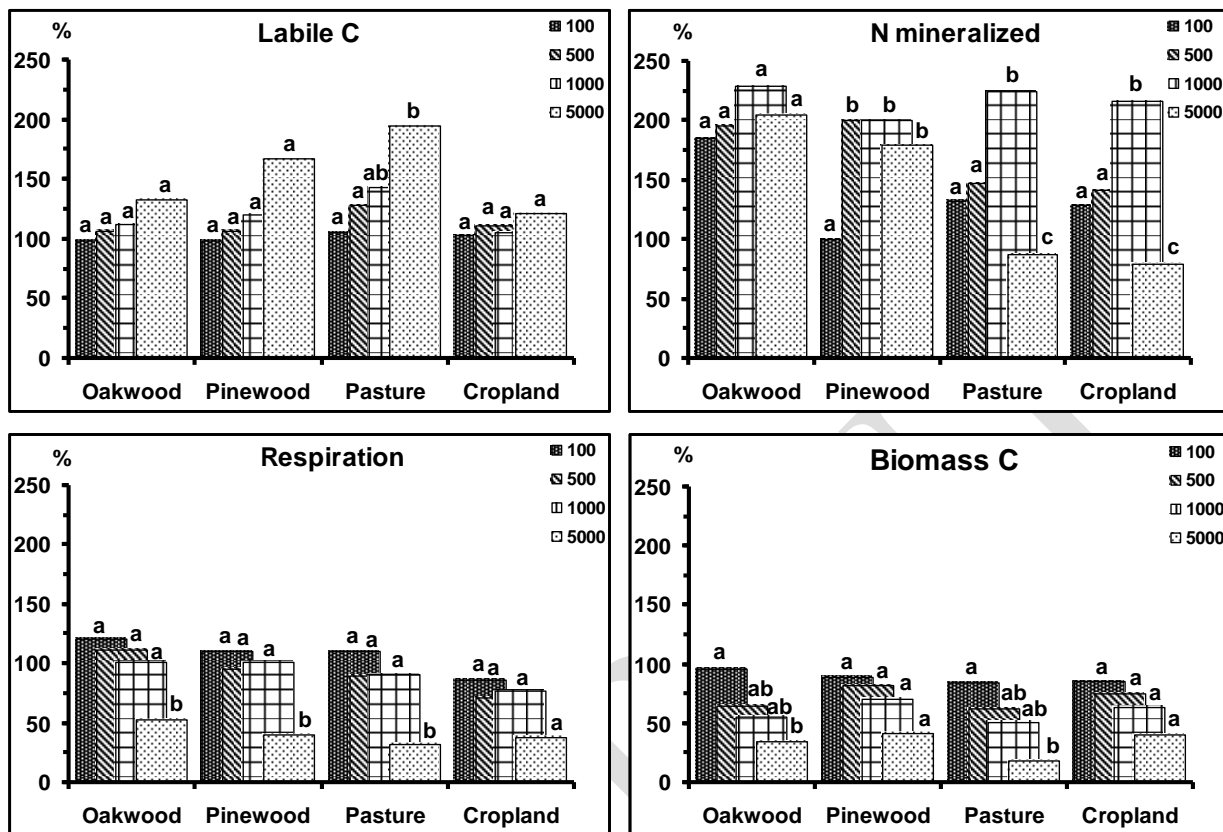 Labile C
%
100
500
1000
5000
250
200
150
100
50
0
a a a a
a a a a
a a ab b
a a a a
Oakwood Pinewood Pasture Cropland
N mineralized
%
100
500
1000
5000
250
200
150
100
50
0
a a a a
a b b b
a a b c
a a b c
Oakwood Pinewood Pasture Cropland
Respiration
%
100
500
1000
5000
250
200
150
100
50
0
a a a b
a a a b
a a a b
a a a a
Oakwood Pinewood Pasture Cropland
Biomass C
%
100
500
1000
5000
250
200
150
100
50
0
a ab ab b
a a a a
a ab ab b
a a a a
Oakwood Pinewood Pasture Cropland